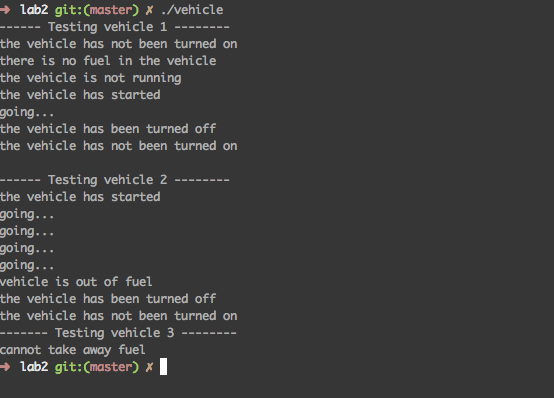 ➜ lab2 git:(master) ✗ ./vehicle
------ Testing vehicle 1 --------
the vehicle has not been turned on
there is no fuel in the vehicle
the vehicle is not running
the vehicle has started
going...
the vehicle has been turned off
the vehicle has not been turned on
------ Testing vehicle 2 --------
the vehicle has started
going...
going...
going...
going...
vehicle is out of fuel
the vehicle has been turned off
the vehicle has not been turned on
------- Testing vehicle 3 --------
cannot take away fuel
➜ lab2 git:(master) ✗